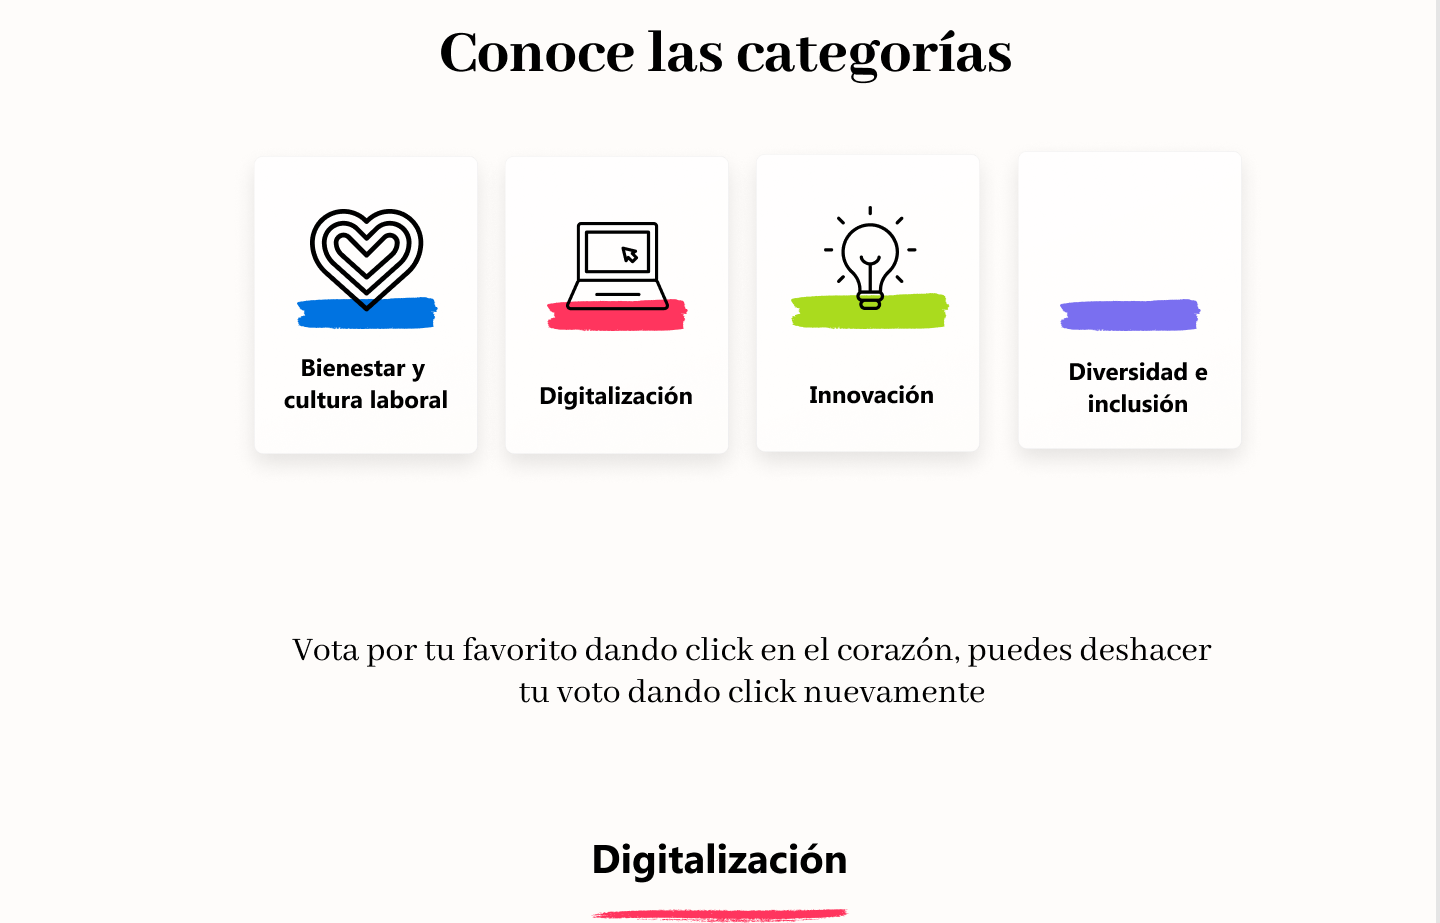 Conoce las categorías
Bienestar y
cultura laboral
Digitalización
Innovación
Diversidad e
inclusión
Vota por tu favorito dando click en el corazón, puedes deshacer
tu voto dando click nuevamente
Digitalización